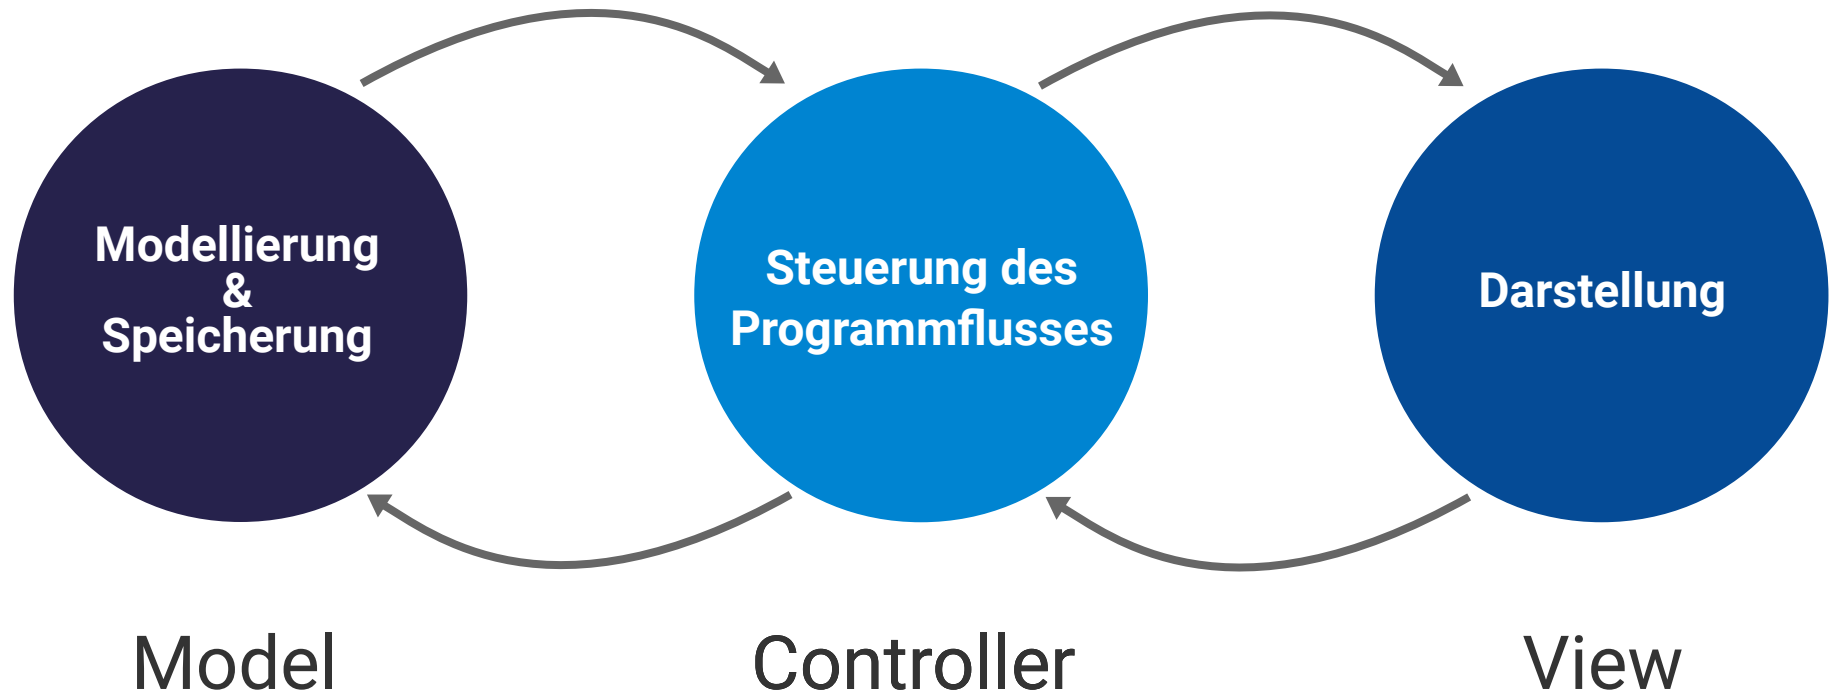 Modellierung
&
Speicherung
Steuerung des
Programmflusses
Darstellung
Model
Controller
View